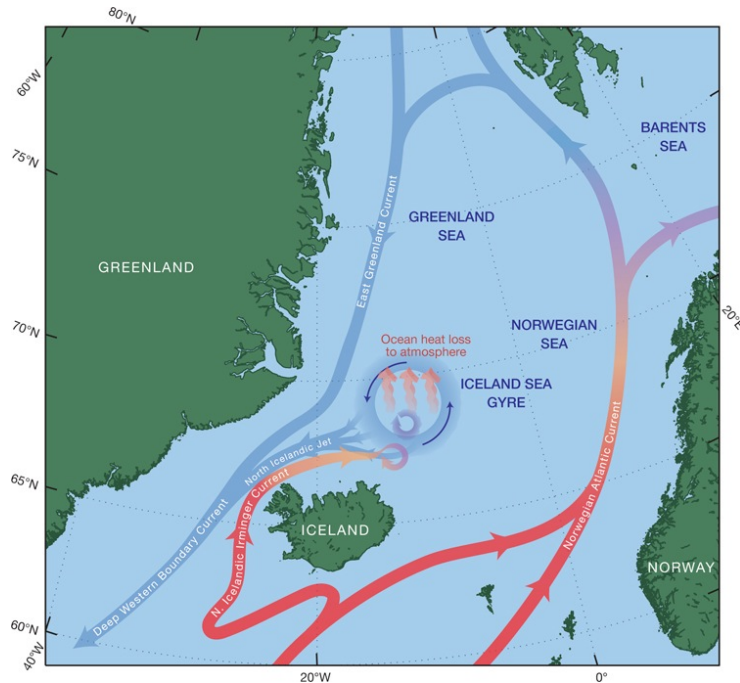 80°N
60°W
BARENTS
SEA
75°N
East Greenland Current
GREENLAND
SEA
GREENLAND
20°E
70°N
NORWEGIAN
SEA
Ocean heat loss
to atmosphere
ICELAND SEA
GYRE
North Icelandic Jet
65°N
N. Icelandic Irminger Current
Norwegian Atlantic Current
ICELAND
Deep Western Boundary Current
NORWAY
60°N
40°W
20°W
0°